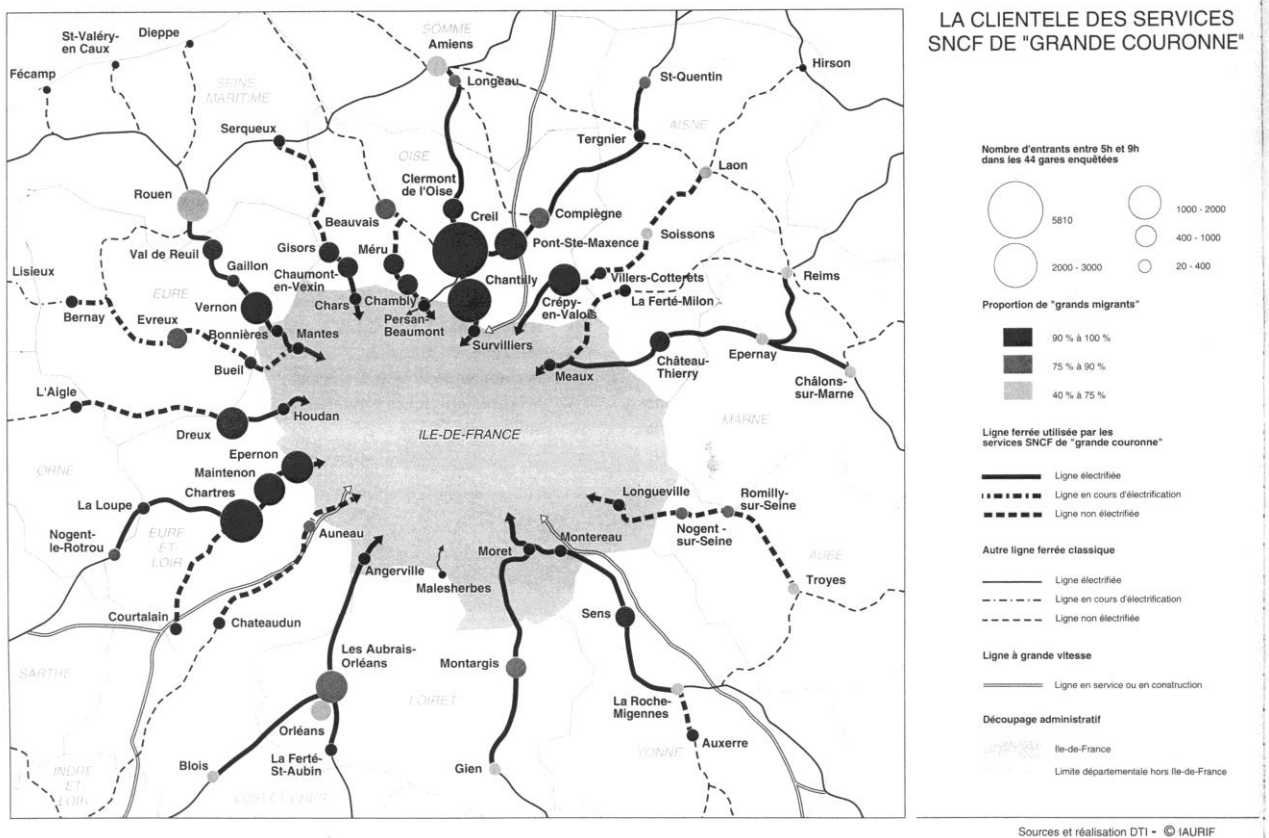 LA CLIENTELE DES SERVICES
SNCF DE "GRANDE COURONNE"
St-Valéry-
en Caux
Dieppe
Fécamp
SOMME
Amiens
Longeau
St-Quentin
Hirson
SEINE-
MARITIME
Serqueux
OISE
Tergnier
AISNE
Laon
Rouen
Clermont
de l'Oise
Beauvais
Creil
Compiègne
Pont-Ste-Maxence
Soissons
Val de Reuil
Gisors
Méru
Lisieux
Gaillon
Chaumont-
en-Vexin
Chantilly
Villers-Cotterets
Reims
EURE
Vernon
Chars
Chambly
Crépy-
en-Valois
La Ferté-Milon
Bernay
Evreux
Bonnières
Mantes
Persan-
Beaumont
Survilliers
Bueil
Meaux
Château-
Thierry
Epernay
Châlons-
sur-Marne
L'Aigle
Houdan
Dreux
MARNE
ILE-DE-FRANCE
Epernon
Maintenon
Chartres
ORNE
La Loupe
Longueville
Romilly-
sur-Seine
Nogent-
le-Rotrou
EURE
ET-
LOIR
Auneau
Nogent -
sur-Seine
Moret
Montereau
AUBE
Angerville
Malesherbes
Troyes
Courtalain
Chateaudun
Sens
SARTHE
Les Aubrais-
Orléans
Montargis
LOIRET
La Roche-
Migennes
Orléans
Auxerre
YONNE
Blois
La Ferté-
St-Aubin
Gien
INDRE
ET-
LOIR
LOIR-ET-CHER
Nombre d'entrants entre 5h et 9h
dans les 44 gares enquêtées
5810
1000 - 2000
400 - 1000
2000 - 3000
20 - 400
Proportion de "grands migrants"
90 % à 100 %
75 % à 90 %
40 % à 75 %
Ligne ferrée utilisée par les
services SNCF de "grande couronne"
Ligne électrifiée
Ligne en cours d'électrification
Ligne non électrifiée
Autre ligne ferrée classique
Ligne électrifiée
Ligne en cours d'électrification
Ligne non électrifiée
Ligne à grande vitesse
Ligne en service ou en construction
Découpage administratif
Ile-de-France
Limite départementale hors Ile-de-France
Sources et réalisation DTI - © IAURIF